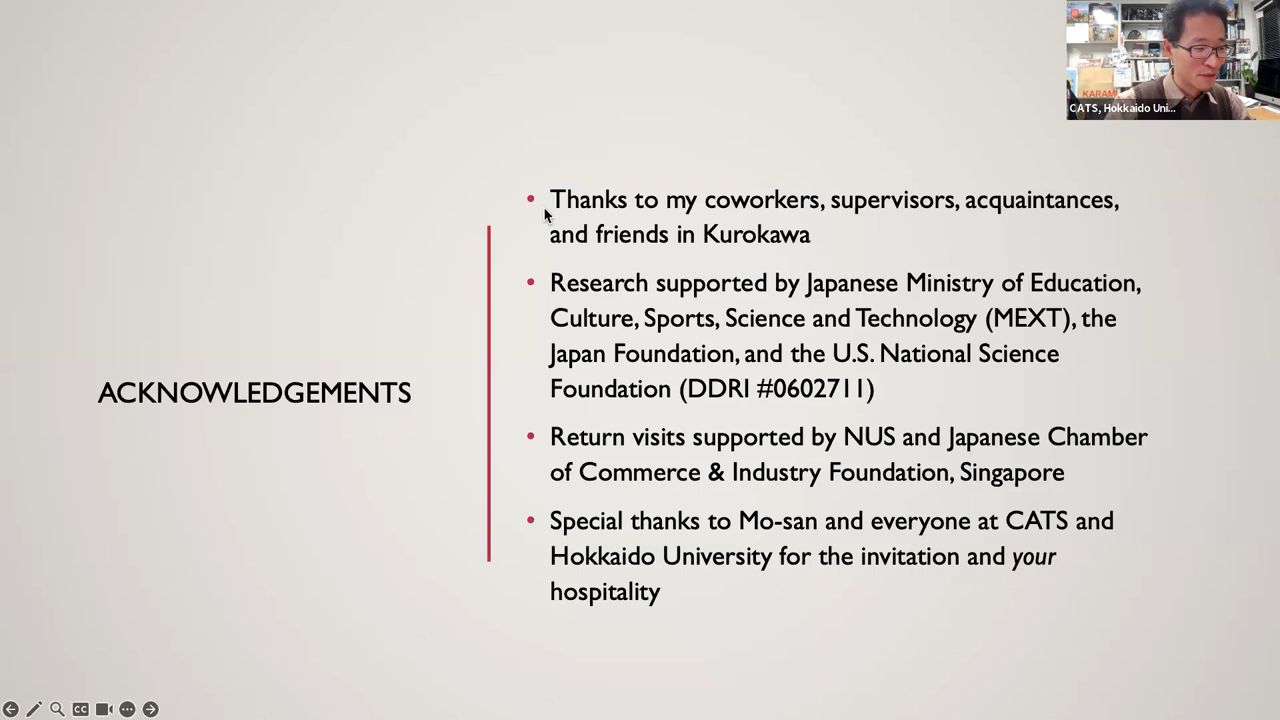 KARAMI
CATS, Hokkaido Uni...
Thanks to my coworkers, supervisors, acquaintances,
and friends in Kurokawa
Research supported by Japanese Ministry of Education,
Culture, Sports, Science and Technology (MEXT), the
Japan Foundation, and the U.S. National Science
Foundation (DDRI #0602711)
ACKNOWLEDGEMENTS
Return visits supported by NUS and Japanese Chamber
of Commerce & Industry Foundation, Singapore
Special thanks to Mo-san and everyone at CATS and
Hokkaido University for the invitation and your
hospitality
CC